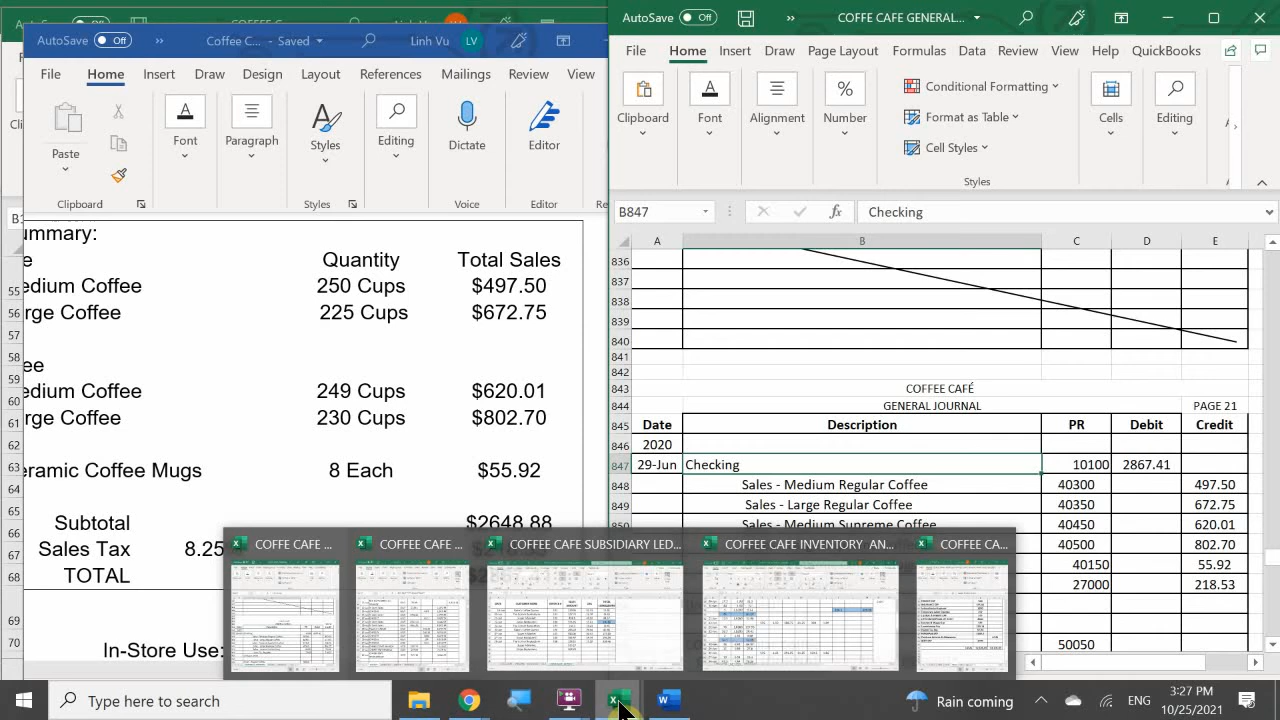 AutoSave Off Coffee C... - Saved Linh Vu LV
File Home Insert Draw Design Layout References Mailings Review View
Paste
Clipboard
Font
Paragraph
Styles
Styles
Editing
Dictate
Voice
Editor
Editor
ummary:
e Quantity Total Sales
edium Coffee 250 Cups $497.50
rge Coffee 225 Cups $672.75
ee
edium Coffee 249 Cups $620.01
rge Coffee 230 Cups $802.70
eramic Coffee Mugs 8 Each $55.92
Subtotal $2648.88
Sales Tax 8.25
TOTAL
In-Store Use:
55
56
57
58
59
61
62
63
64
65
66
67
68
70
AutoSave Off COFFE CAFE GENERAL...
File Home Insert Draw Page Layout Formulas Data Review View Help QuickBooks
Clipboard
Font
Alignment
%
Number
Conditional Formatting
Format as Table
Cell Styles
Styles
Cells
Editing
B847 fx Checking
A B C D E
836
837
838
839
840
841
842
843 COFFEE CAFÉ
844 GENERAL JOURNAL PAGE 21
845 Date Description PR Debit Credit
846 2020
847 29-Jun Checking 10100 2867.41
848 Sales - Medium Regular Coffee 40300 497.50
849 Sales - Large Regular Coffee 40350 672.75
850 Sales - Medium Supreme Coffee 40450 620.01
40500 802.70
40150 55.92
27000 218.53
50050
COFFE CAFE ...
COFFEE CAFE ...
COFFEE CAFE SUBSIDIARY LED...
COFFEE CAFE INVENTORY AN...
COFFEE CA...
Type here to search
Rain coming
ENG
3:27 PM
10/25/2021